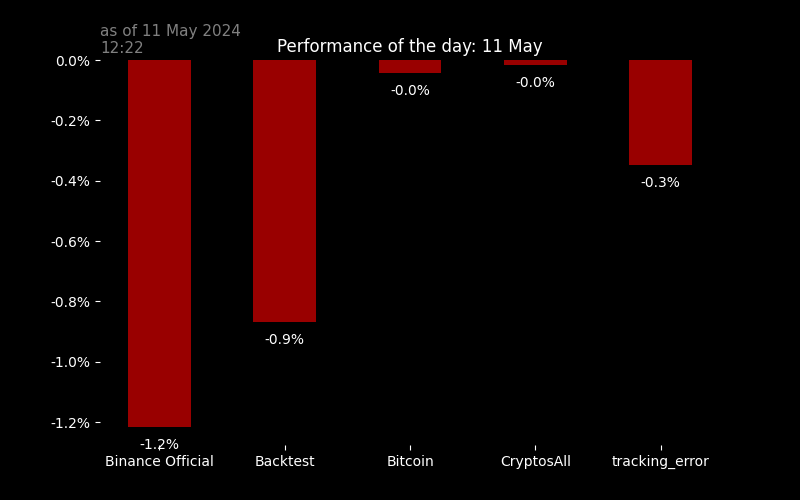 as of 11 May 2024
12:22
Performance of the day: 11 May
0.0%
-0.2%
-0.4%
-0.6%
-0.8%
-1.0%
-1.2%
-1.2%
-0.9%
-0.0%
-0.0%
-0.3%
Binance Official
Backtest
Bitcoin
CryptosAll
tracking_error